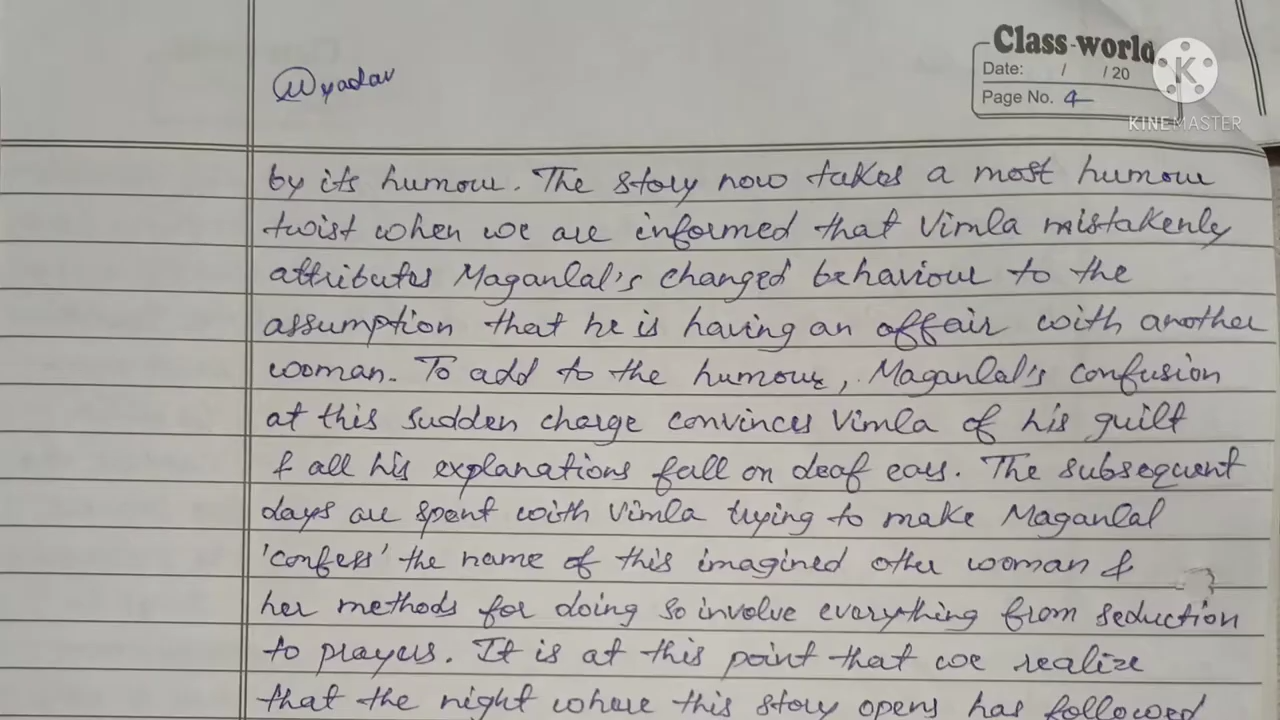 @yadav
Class-world
Date: / / 20
Page No. 4
KINEMASTER
by its humour. The story now takes a most humour
twist when we are informed that Vimla mistakenly
attributes Maganlal's changed behaviour to the
assumption that he is having an affair with another
woman. To add to the humour, Maganlal's confusion
at this sudden charge convinces Vimla of his guilt
& all his explanations fall on deaf ears. The subsequent
days are spent with Vimla trying to make Maganlal
'confess' the name of this imagined other woman &
her methods for doing so involve everything from seduction
to prayers. It is at this point that we realize
that the night where this story opens has followed